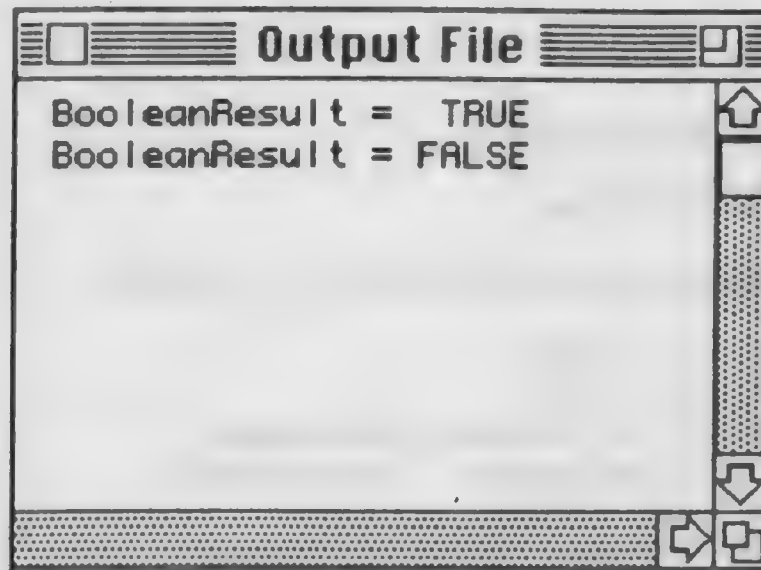 Output File
BooleanResult =  TRUE
BooleanResult = FALSE